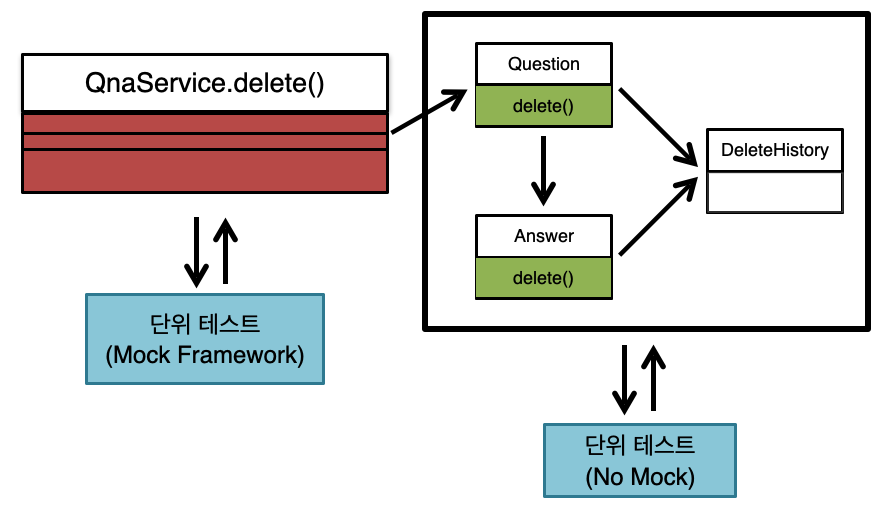 QnaService.delete()
Question
delete()
DeleteHistory
Answer
delete()
단위 테스트
(Mock Framework)
단위 테스트
(No Mock)